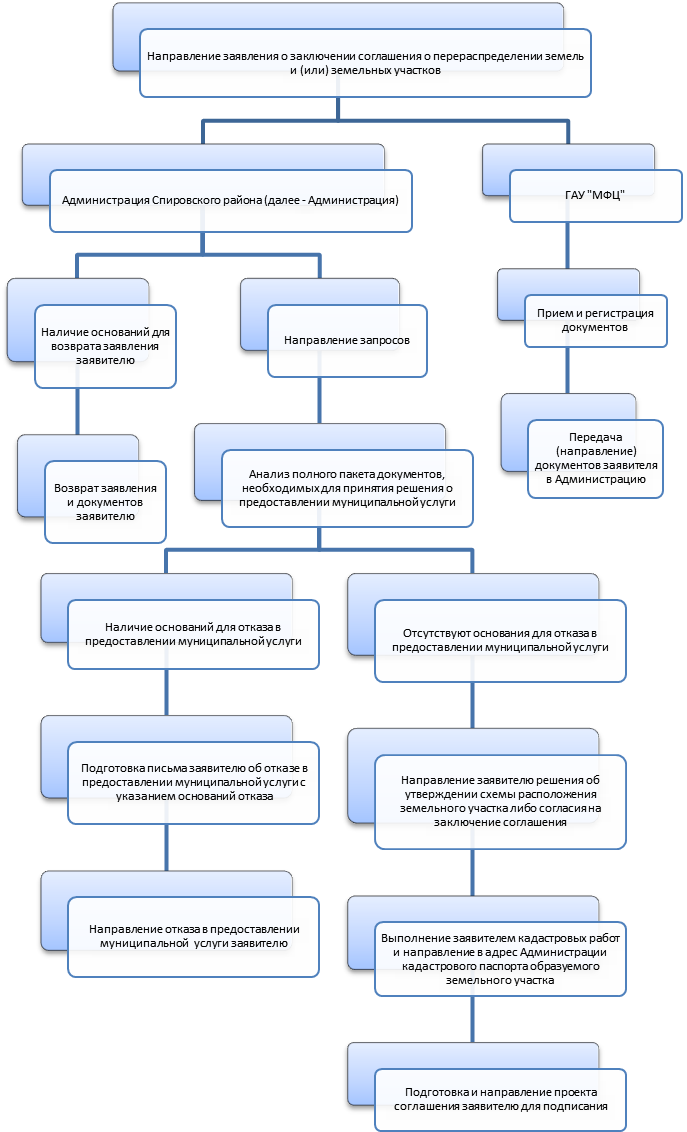 Направление заявления о заключении соглашения о перераспределении земель
и (или) земельных участков
Администрация Спировского района (далее - Администрация)
ГАУ "МФЦ"
Наличие оснований для
возврата заявления
заявителю
Направление запросов
Прием и регистрация
документов
Возврат заявления
и документов
заявителю
Анализ полного пакета документов,
необходимых для принятия решения о
предоставлении муниципальной услуги
Передача
(направление)
документов заявителя
в Администрацию
Наличие оснований для отказа в
предоставлении муниципальной услуги
Отсутствуют основания для отказа в
предоставлении муниципальной услуги
Подготовка письма заявителю об отказе в
предоставлении муниципальной услуги с
указанием оснований отказа
Направление заявителю решения об
утверждении схемы расположения
земельного участка либо согласия на
заключение соглашения
Направление отказа в предоставлении
муниципальной услуги заявителю
Выполнение заявителем кадастровых работ
и направление в адрес Администрации
кадастрового паспорта образуемого
земельного участка
Подготовка и направление проекта
соглашения заявителю для подписания